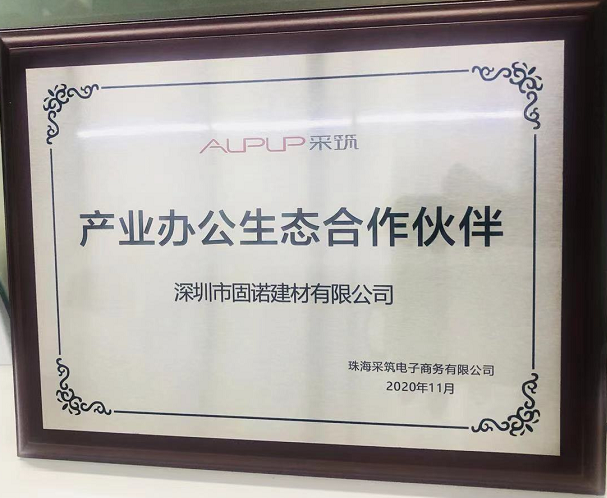 AUPUP采筑
产业办公生态合作伙伴
深圳市固诺建材有限公司
珠海采筑电子商务有限公司
2020年11月